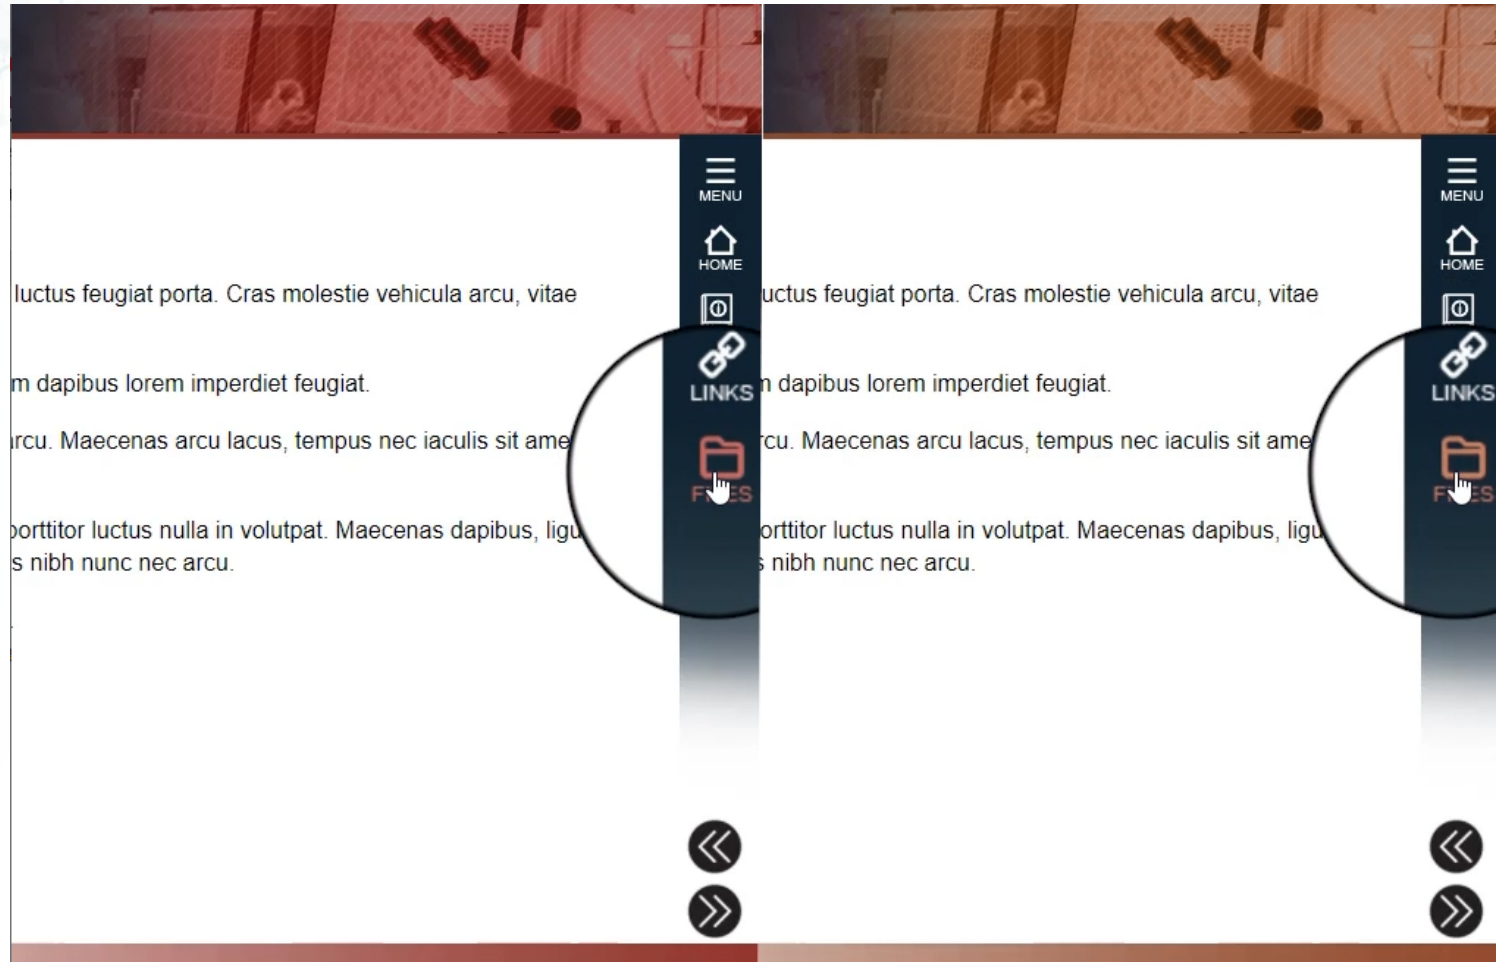 MENU
HOME
luctus feugiat porta. Cras molestie vehicula arcu, vitae
LINKS
m dapibus lorem imperdiet feugiat.
rcu. Maecenas arcu lacus, tempus nec iaculis sit ame
porttitor luctus nulla in volutpat. Maecenas dapibus, ligu
s nibh nunc nec arcu.
MENU
HOME
uctus feugiat porta. Cras molestie vehicula arcu, vitae
LINKS
dapibus lorem imperdiet feugiat.
rcu. Maecenas arcu lacus, tempus nec iaculis sit ame
orttitor luctus nulla in volutpat. Maecenas dapibus, ligu
s nibh nunc nec arcu.